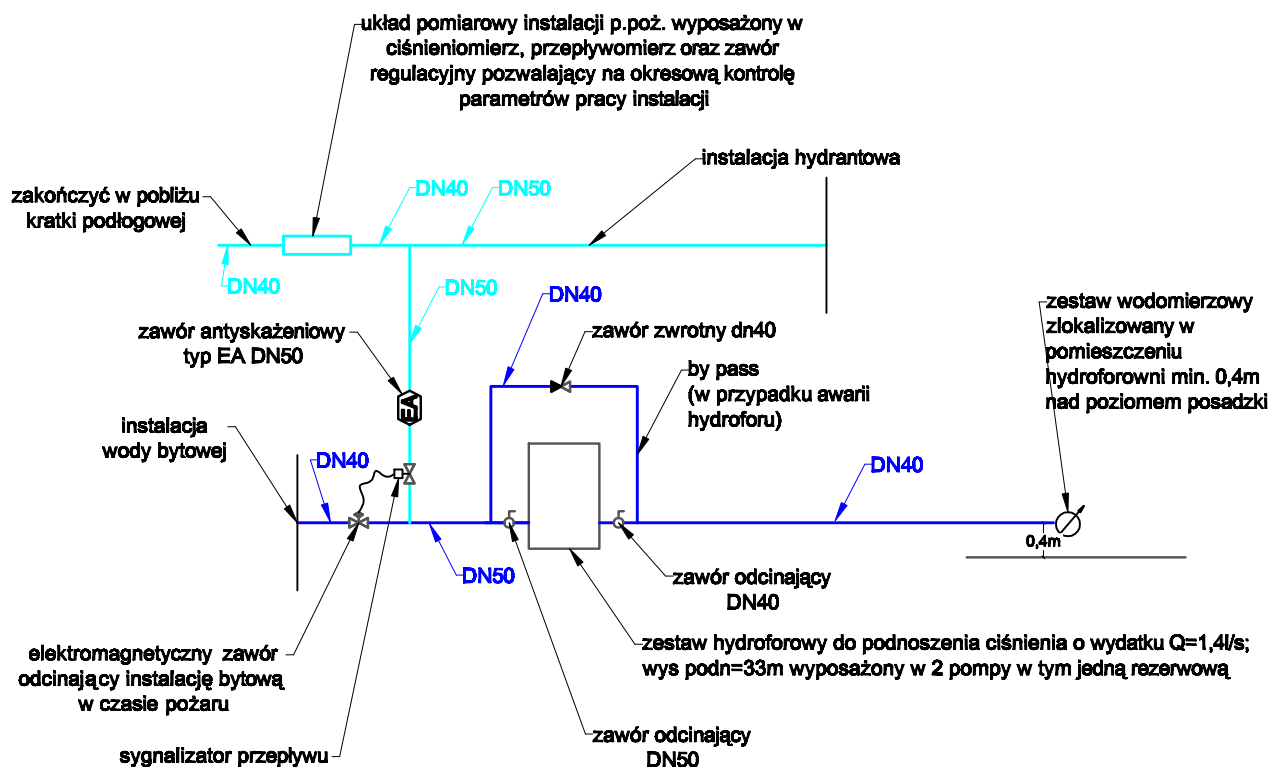 układ pomiarowy instalacji p.poż. wyposażony w
ciśnieniomierz, przepływomierz oraz zawór
regulacyjny pozwalający na okresową kontrolę
parametrów pracy instalacji
instalacja hydrantowa
zakończyć w pobliżu
kratki podłogowej
DN40
DN50
DN40
DN50
DN40
zawór antyskażeniowy
typ EA DN50
zawór zwrotny dn40
zestaw wodomierzowy
zlokalizowany w
pomieszczeniu
hydroforowni min. 0,4m
nad poziomem posadzki
by pass
(w przypadku awarii
hydroforu)
EA
instalacja
wody bytowej
DN40
DN40
0,4m
DN50
zawór odcinający
DN40
zestaw hydroforowy do podnoszenia ciśnienia o wydatku Q=1,4l/s;
wys podn=33m wyposażony w 2 pompy w tym jedną rezerwową
elektromagnetyczny zawór
odcinający instalację bytową
w czasie pożaru
zawór odcinający
DN50
sygnalizator przepływu